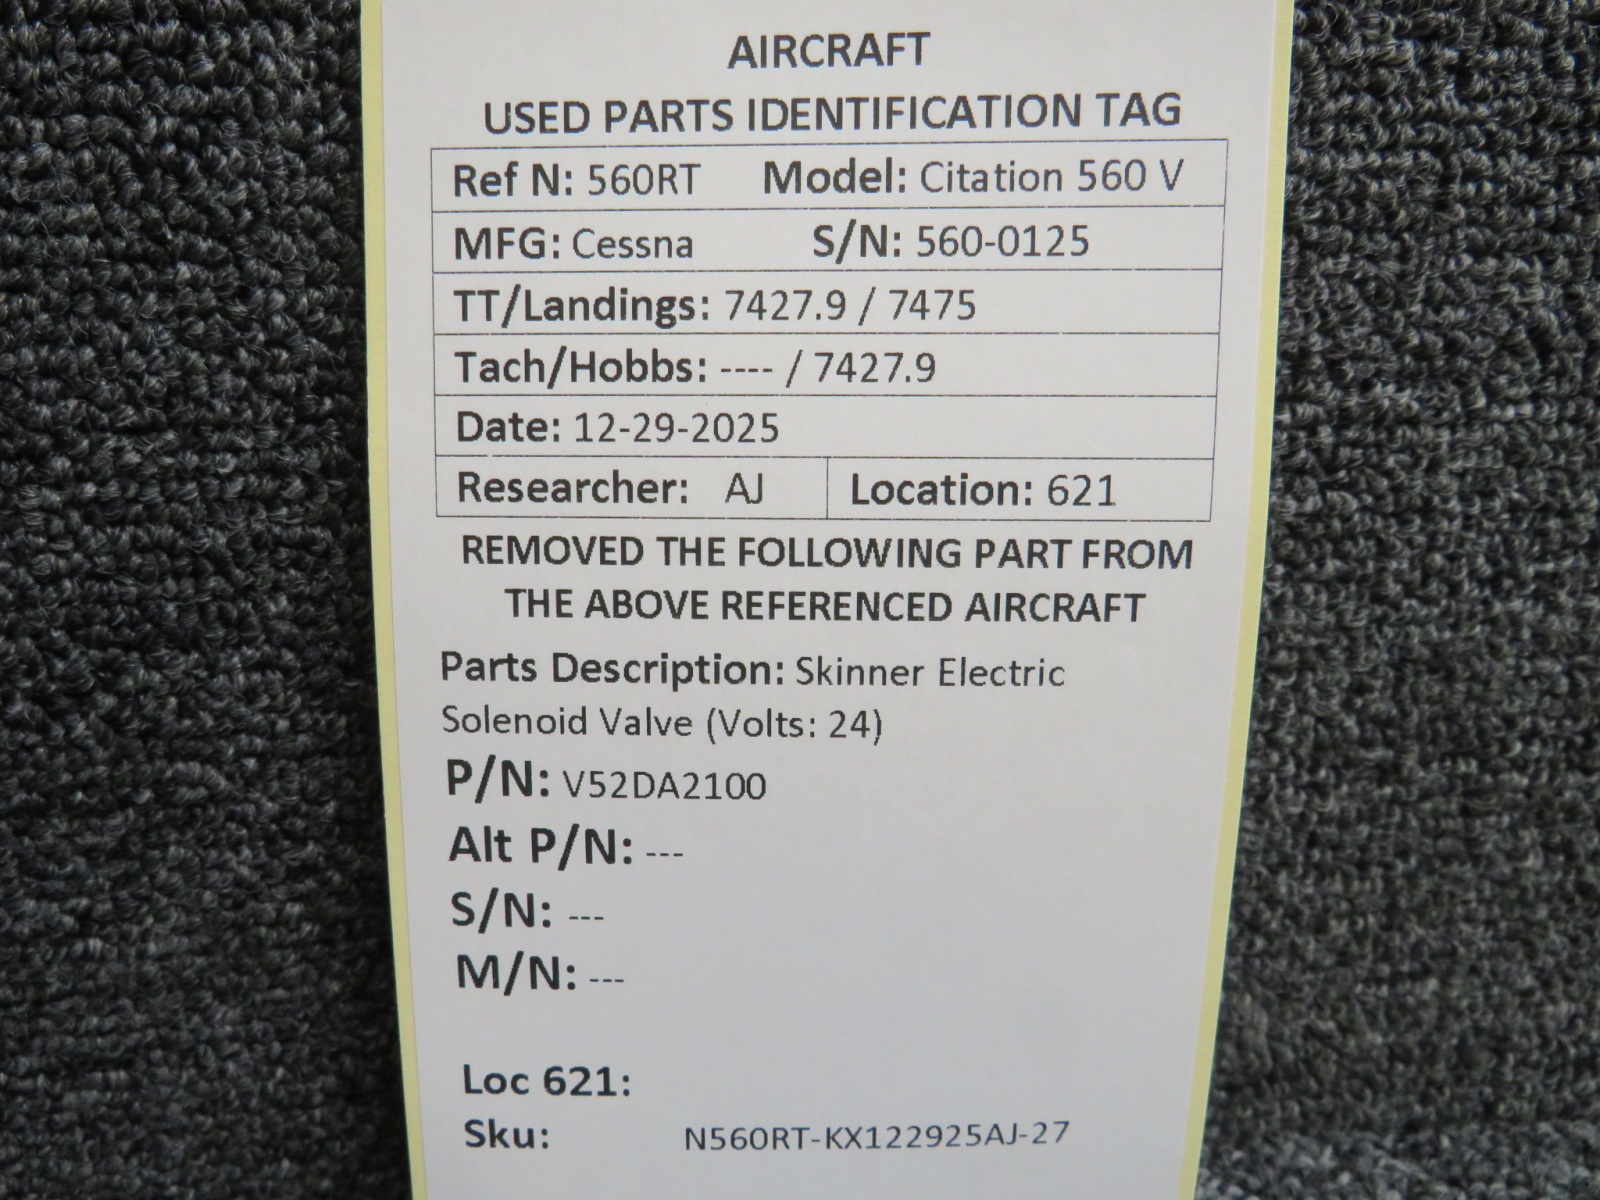 AIRCRAFT
USED PARTS IDENTIFICATION TAG
Ref N: 560RT Model: Citation 560 V
MFG: Cessna S/N: 560-0125
TT/Landings: 7427.9 / 7475
Tach/Hobbs: ---- / 7427.9
Date: 12-29-2025
Researcher: AJ Location: 621
REMOVED THE FOLLOWING PART FROM
THE ABOVE REFERENCED AIRCRAFT
Parts Description: Skinner Electric
Solenoid Valve (Volts: 24)
P/N: V52DA2100
Alt P/N: ---
S/N: ---
M/N: ---
Loc 621:
Sku: N560RT-KX122925AJ-27